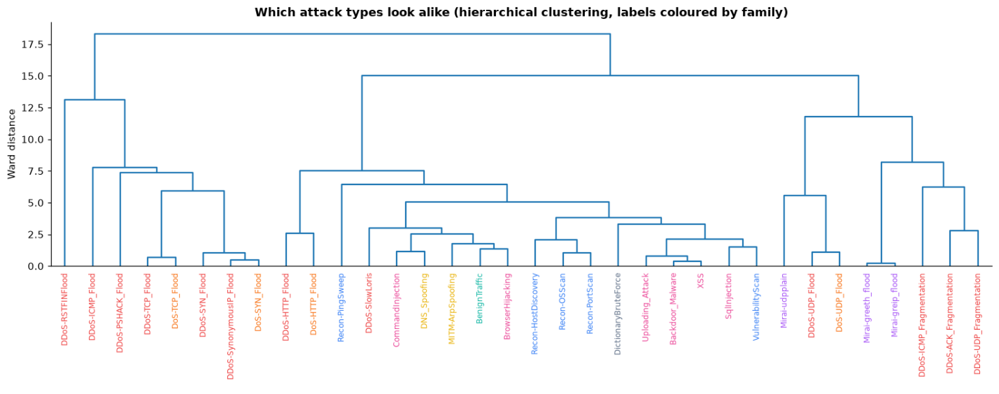 Which attack types look alike (hierarchical clustering, labels coloured by family)
Ward distance
17.5
15.0
12.5
10.0
7.5
5.0
2.5
0.0
DDoS-RSTFINFlood
DDoS-ICMP_Flood
DDoS-PSHACK_Flood
DDoS-TCP_Flood
DoS-TCP_Flood
DDoS-SYN_Flood
DDoS-SynonymousIP_Flood
DoS-SYN_Flood
DDoS-HTTP_Flood
DoS-HTTP_Flood
Recon-PingSweep
DDoS-SlowLoris
CommandInjection
DNS_Spoofing
MITM-ArpSpoofing
BenignTraffic
BrowserHijacking
Recon-HostDiscovery
Recon-OSScan
Recon-PortScan
DictionaryBruteForce
Uploading_Attack
Backdoor_Malware
XSS
SqlInjection
VulnerabilityScan
Mirai-udpplain
DDoS-UDP_Flood
DoS-UDP_Flood
Mirai-greeth_flood
Mirai-greip_flood
DDoS-ICMP_Fragmentation
DDoS-ACK_Fragmentation
DDoS-UDP_Fragmentation